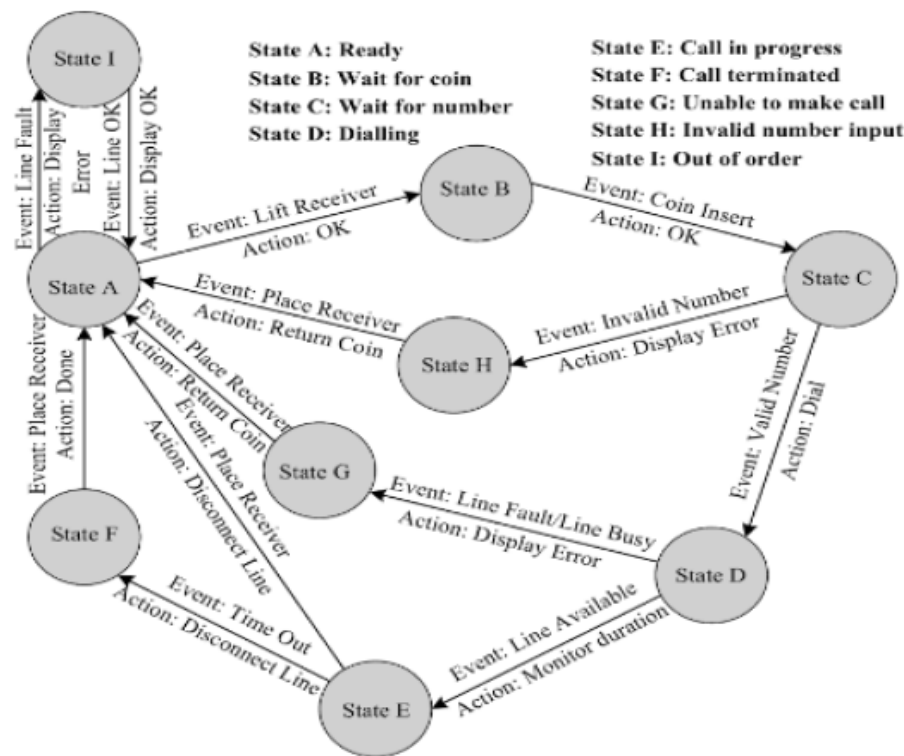 State I
State A: Ready
State B: Wait for coin
State C: Wait for number
State D: Dialling
State E: Call in progress
State F: Call terminated
State G: Unable to make call
State H: Invalid number input
State I: Out of order
Event: Line Fault
Action: Display
Error
Event: Line OK
Action: Display OK
Event: Lift Receiver
Action: OK
State B
Event: Coin Insert
Action: OK
State C
State A
Event: Place Receiver
Action: Return Coin
State H
Event: Invalid Number
Action: Display Error
Event: Valid Number
Action: Dial
Event: Place Receiver
Action: Return Coin
State G
Event: Place Receiver
Action: Disconnect Line
Event: Place Receiver
Action: Done
State F
Event: Line Fault/Line Busy
Action: Display Error
State D
Event: Line Available
Action: Monitor duration
Event: Time Out
Action: Disconnect Line
State E